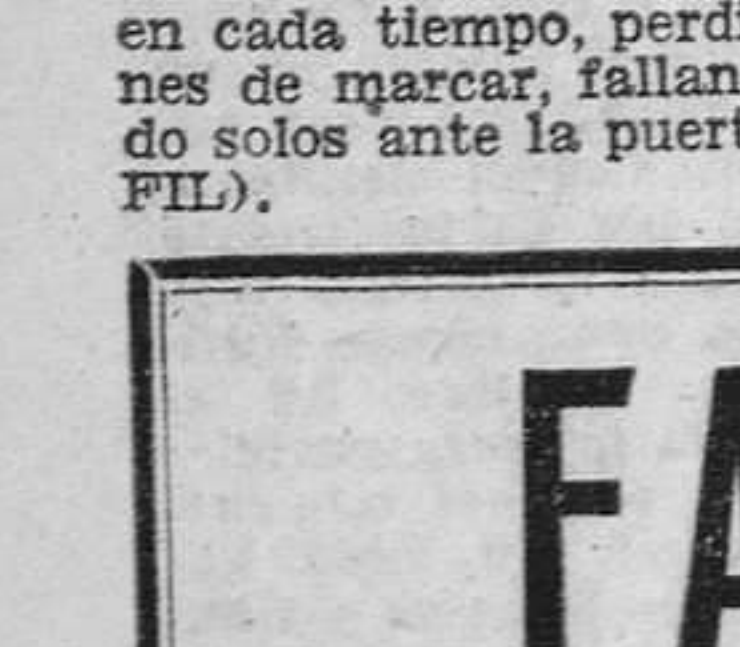 en cada tiempo, perdi
nes de marcar, fallan
do solos ante la puert
FIL).
FA